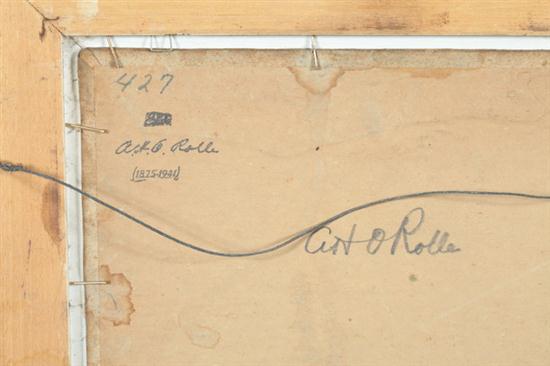 427
A.H.O. Rolle
(1875-1941)
A.H O Rolle